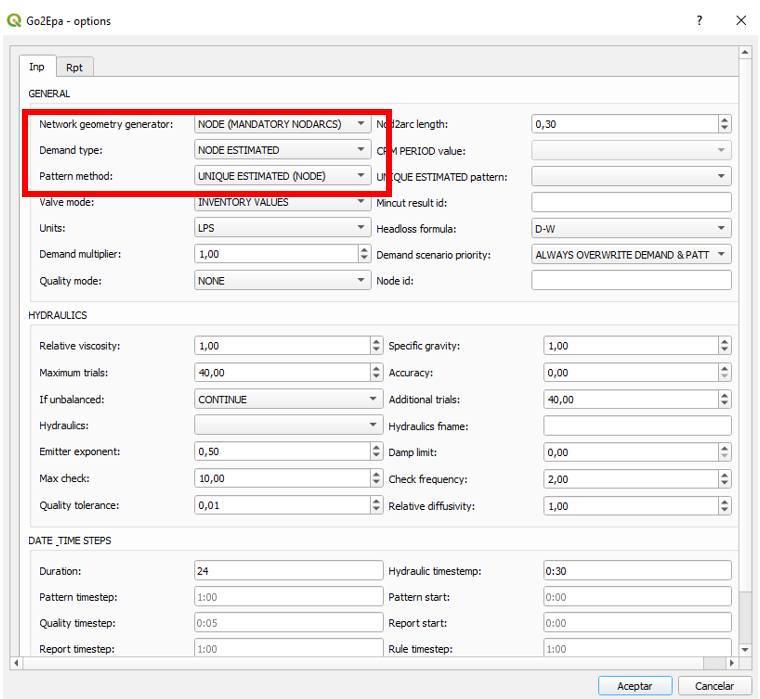 Go2Epa - options
?
Inp Rpt
GENERAL
Network geometry generator: NODE (MANDATORY NODARCS) Nod2arc length: 0,30
Demand type: NODE ESTIMATED CRM PERIOD value:
Pattern method: UNIQUE ESTIMATED (NODE) UNIQUE ESTIMATED pattern:
Valve mode: INVENTORY VALUES Mincut result id:
Units: LPS Headloss formula: D-W
Demand multiplier: 1,00 Demand scenario priority: ALWAYS OVERWRITE DEMAND & PATT
Quality mode: NONE Node id:
HYDRAULICS
Relative viscosity: 1,00 Specific gravity: 1,00
Maximum trials: 40,00 Accuracy: 0,00
If unbalanced: CONTINUE Additional trials: 40,00
Hydraulics: Hydraulics fname:
Emitter exponent: 0,50 Damp limit: 0,00
Max check: 10,00 Check frequency: 2,00
Quality tolerance: 0,01 Relative diffusivity: 1,00
DATE _TIME STEPS
Duration: 24 Hydraulic timestemp: 0:30
Pattern timestep: 1:00 Pattern start: 0:00
Quality timestep: 0:05 Report start: 0:00
Report timestep: 1:00 Rule timestep: 1:00
Aceptar Cancelar